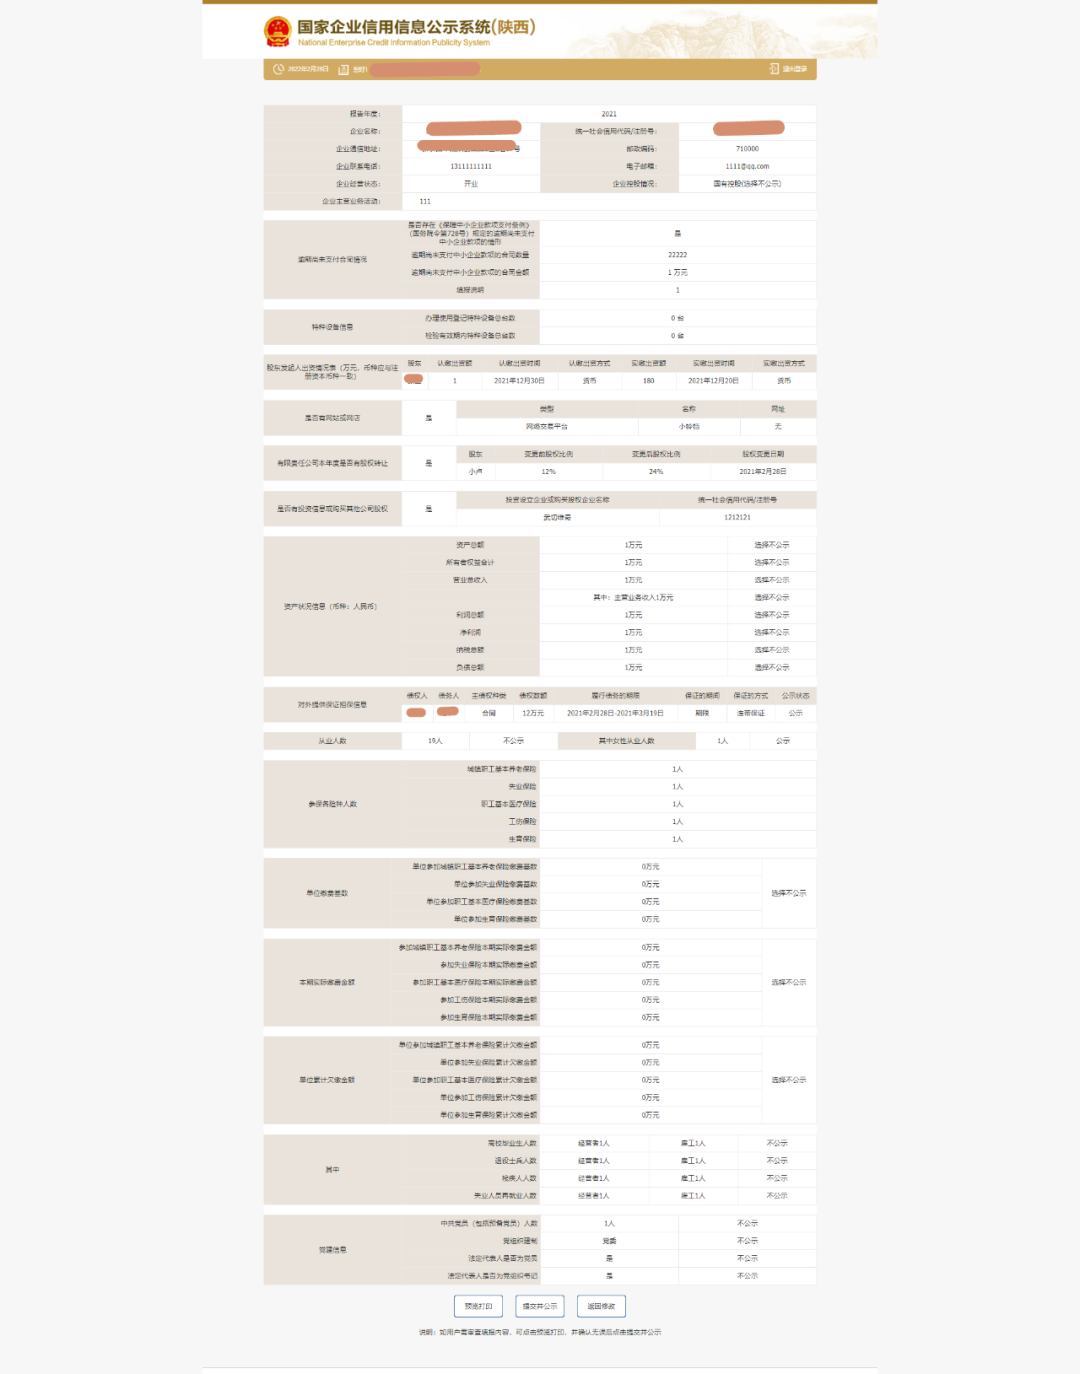 国家企业信用信息公示系统(陕西)
National Enterprise Credit Information Publicity System
2022年2月28日 您好! 退出登录
报告年度: 2021
企业名称: 统一社会信用代码/注册号:
企业通信地址: 号 邮政编码: 710000
企业联系电话: 13111111111 电子邮箱: 1111@qq.com
企业经营状态: 开业 企业控股情况: 国有控股(选择不公示)
企业主营业务活动: 111
逾期尚未支付合同情况
是否存在《保障中小企业款项支付条例》
(国务院令第728号)规定的逾期尚未支付
中小企业款项的情形
是
逾期尚未支付中小企业款项的合同数量 22222
逾期尚未支付中小企业款项的合同金额 1 万元
填报说明 1
特种设备信息
办理使用登记特种设备总台数 0 台
检验有效期内特种设备总台数 0 台
股东发起人出资情况表(万元,币种应与注
册资本币种一致)
股东 认缴出资额 认缴出资时间 认缴出资方式 实缴出资额 实缴出资时间 实缴出资方式
1 2021年12月30日 货币 180 2021年12月20日 货币
是否有网站或网店 是
类型 名称 网址
网络交易平台 小铃铛 无
有限责任公司本年度是否有股权转让 是
股东 变更前股权比例 变更后股权比例 股权变更日期
小卢 12% 24% 2021年2月28日
是否有投资信息或购买其他公司股权 是
投资设立企业或购买股权企业名称 统一社会信用代码/注册号
1212121
资产状况信息(币种:人民币)
资产总额 1万元 选择不公示
所有者权益合计 1万元 选择不公示
营业总收入 1万元 选择不公示
其中:主营业务收入1万元 选择不公示
利润总额 1万元 选择不公示
净利润 1万元 选择不公示
纳税总额 1万元 选择不公示
负债总额 1万元 选择不公示
对外提供保证担保信息
债权人 债务人 主债权种类 债权数额 履行债务的期限 保证的期间 保证的方式 公示状态
合同 12万元 2021年2月28日-2021年3月19日 期限 连带保证 公示
从业人数 19人 不公示 其中女性从业人数 1人 公示
参保各险种人数
城镇职工基本养老保险 1人
失业保险 1人
职工基本医疗保险 1人
工伤保险 1人
生育保险 1人
单位缴费基数
单位参加城镇职工基本养老保险缴费基数 0万元
单位参加失业保险缴费基数 0万元
单位参加职工基本医疗保险缴费基数 0万元
单位参加生育保险缴费基数 0万元
选择不公示
本期实际缴费金额
参加城镇职工基本养老保险本期实际缴费金额 0万元
参加失业保险本期实际缴费金额 0万元
参加职工基本医疗保险本期实际缴费金额 0万元
参加工伤保险本期实际缴费金额 0万元
参加生育保险本期实际缴费金额 0万元
选择不公示
单位累计欠缴金额
单位参加城镇职工基本养老保险累计欠缴金额 0万元
单位参加失业保险累计欠缴金额 0万元
单位参加职工基本医疗保险累计欠缴金额 0万元
单位参加工伤保险累计欠缴金额 0万元
单位参加生育保险累计欠缴金额 0万元
选择不公示
其中
高校毕业生人数 经营者1人 雇工1人 不公示
退役士兵人数 经营者1人 雇工1人 不公示
残疾人人数 经营者1人 雇工1人 不公示
失业人员再就业人数 经营者1人 雇工1人 不公示
党建信息
中共党员(包括预备党员)人数 1人 不公示
党组织建制 党委 不公示
法定代表人是否为党员 是 不公示
法定代表人是否为党组织书记 是 不公示
预览打印 提交并公示 返回修改
说明:如用户需审查填报内容,可点击预览打印,并确认无误后点击提交并公示